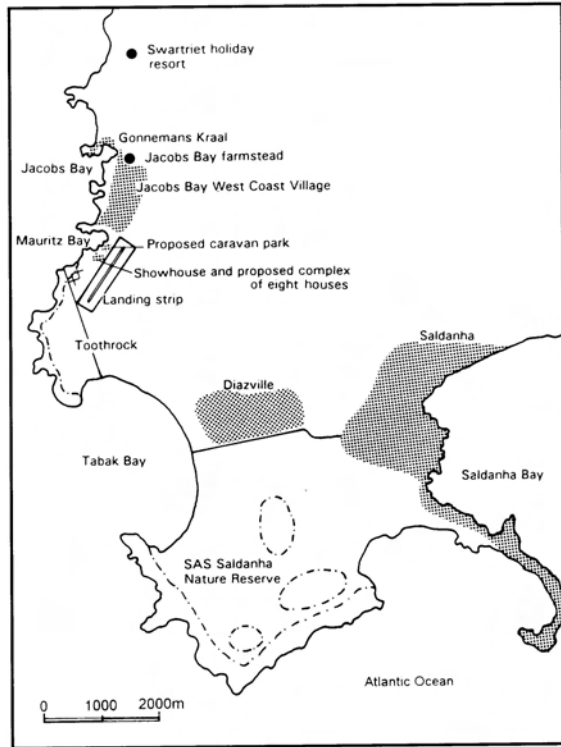 Swartriet holiday
resort
Gonnemans Kraal
Jacobs Bay farmstead
Jacobs Bay
Jacobs Bay West Coast Village
Mauritz Bay
Proposed caravan park
Showhouse and proposed complex
of eight houses
Landing strip
Toothrock
Saldanha
Diazville
Tabak Bay
Saldanha Bay
SAS Saldanha
Nature Reserve
Atlantic Ocean
0 1000 2000m